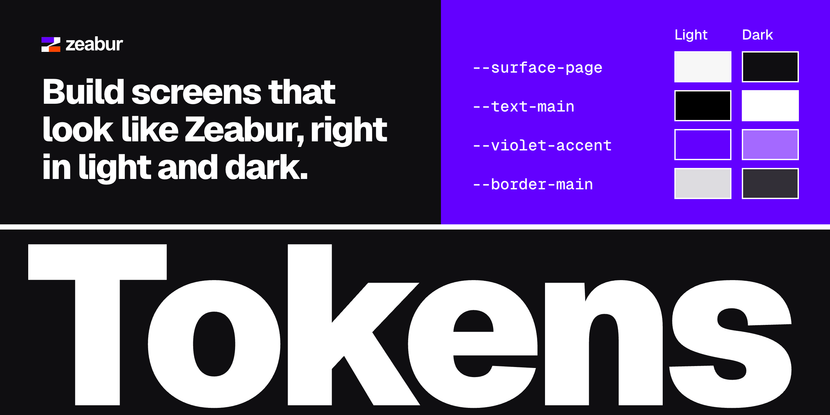 zeabur
Build screens that
look like Zeabur, right
in light and dark.
Light Dark
--surface-page
--text-main
--violet-accent
--border-main
Tokens